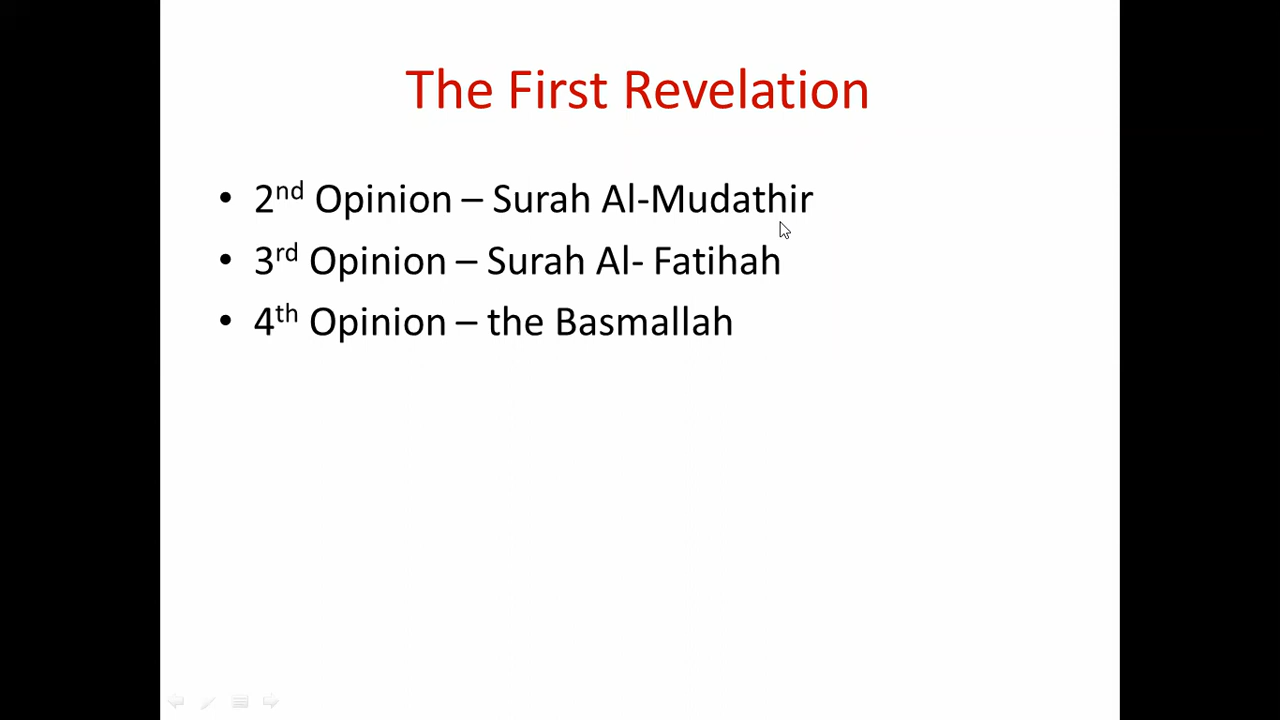 The First Revelation
• 2nd Opinion – Surah Al-Mudathir
• 3rd Opinion – Surah Al- Fatihah
• 4th Opinion – the Basmallah